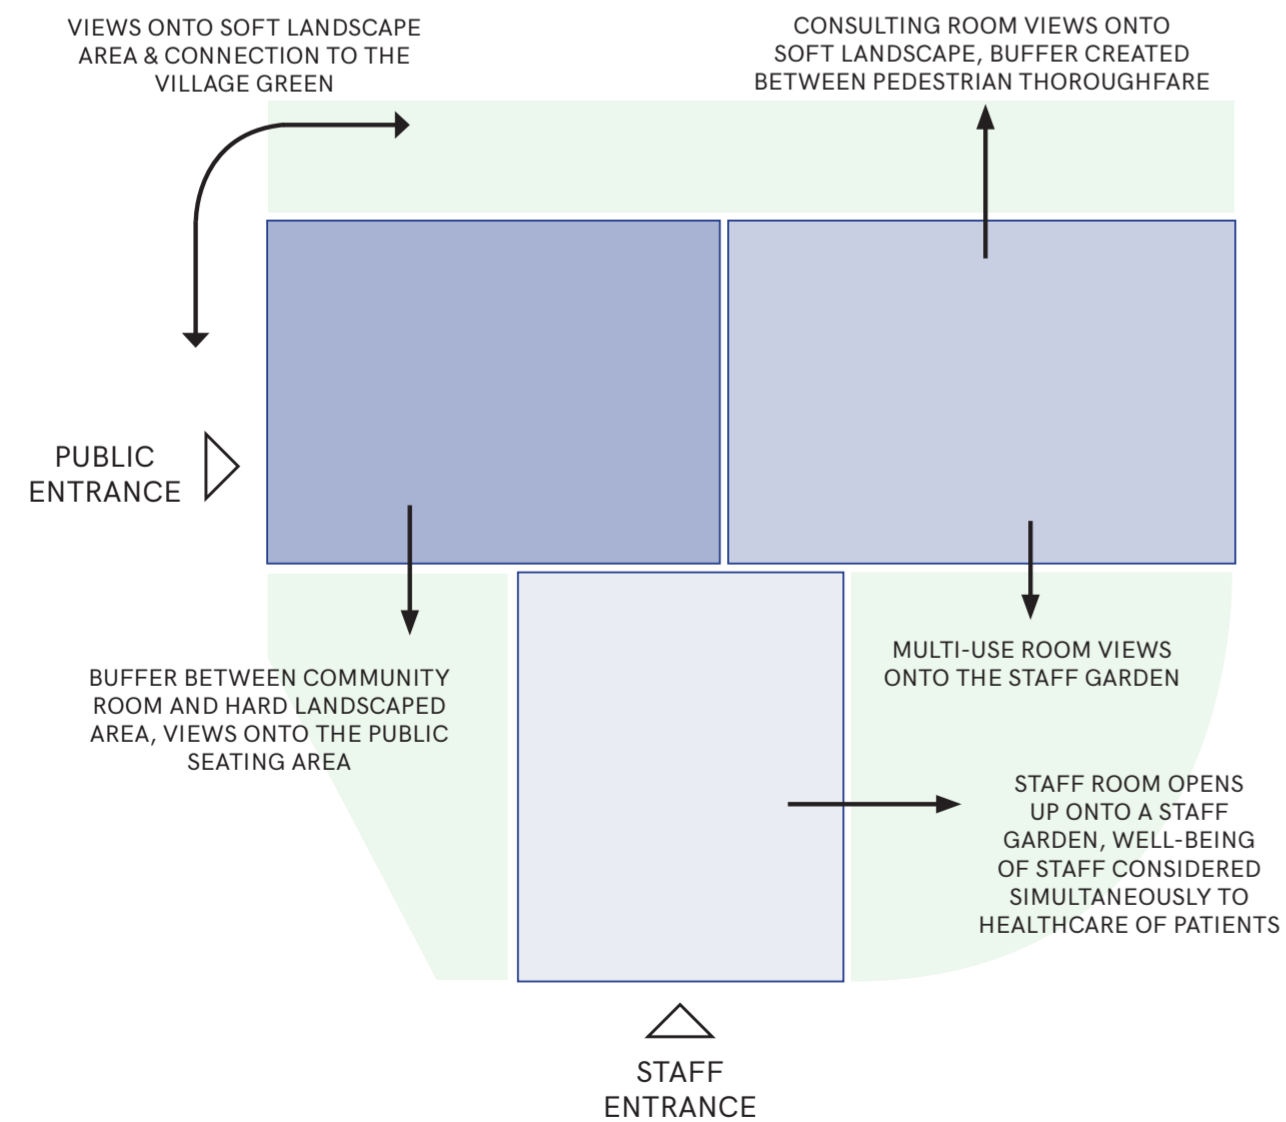 VIEWS ONTO SOFT LANDSCAPE
AREA & CONNECTION TO THE
VILLAGE GREEN
CONSULTING ROOM VIEWS ONTO
SOFT LANDSCAPE, BUFFER CREATED
BETWEEN PEDESTRIAN THOROUGHFARE
PUBLIC
ENTRANCE
BUFFER BETWEEN COMMUNITY
ROOM AND HARD LANDSCAPED
AREA, VIEWS ONTO THE PUBLIC
SEATING AREA
MULTI-USE ROOM VIEWS
ONTO THE STAFF GARDEN
STAFF ROOM OPENS
UP ONTO A STAFF
GARDEN, WELL-BEING
OF STAFF CONSIDERED
SIMULTANEOUSLY TO
HEALTHCARE OF PATIENTS
STAFF
ENTRANCE